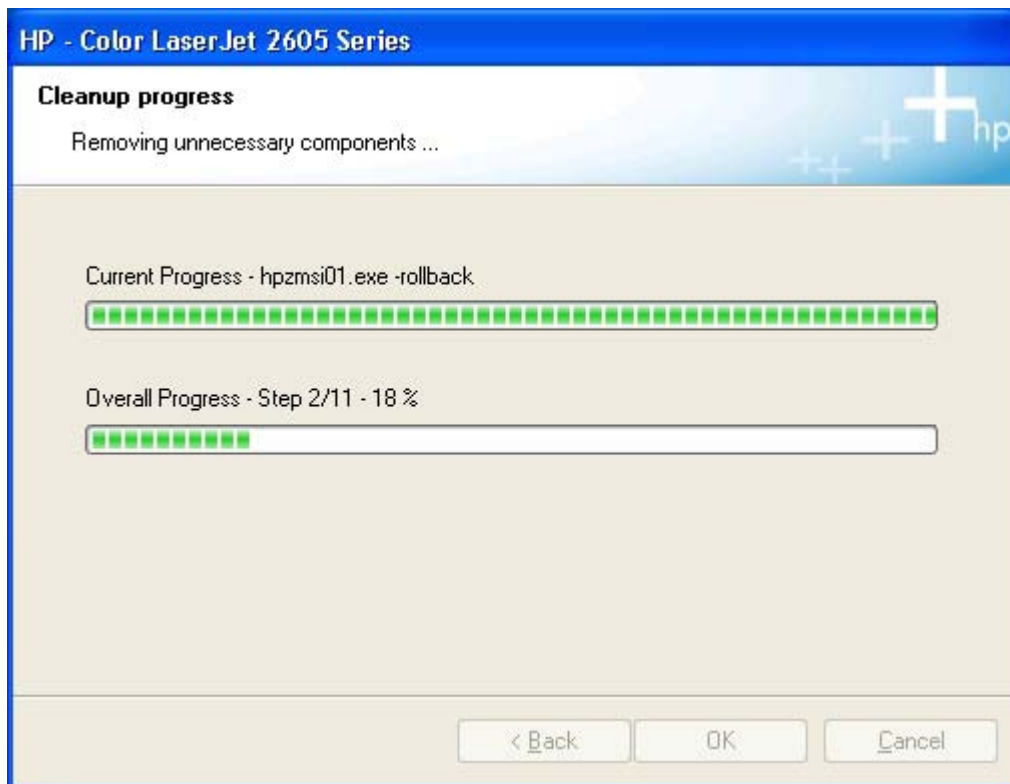 HP - Color LaserJet 2605 Series
Cleanup progress
Removing unnecessary components ...
hp
Current Progress - hpzmsi01.exe -rollback
Overall Progress - Step 2/11 - 18 %
< Back OK Cancel